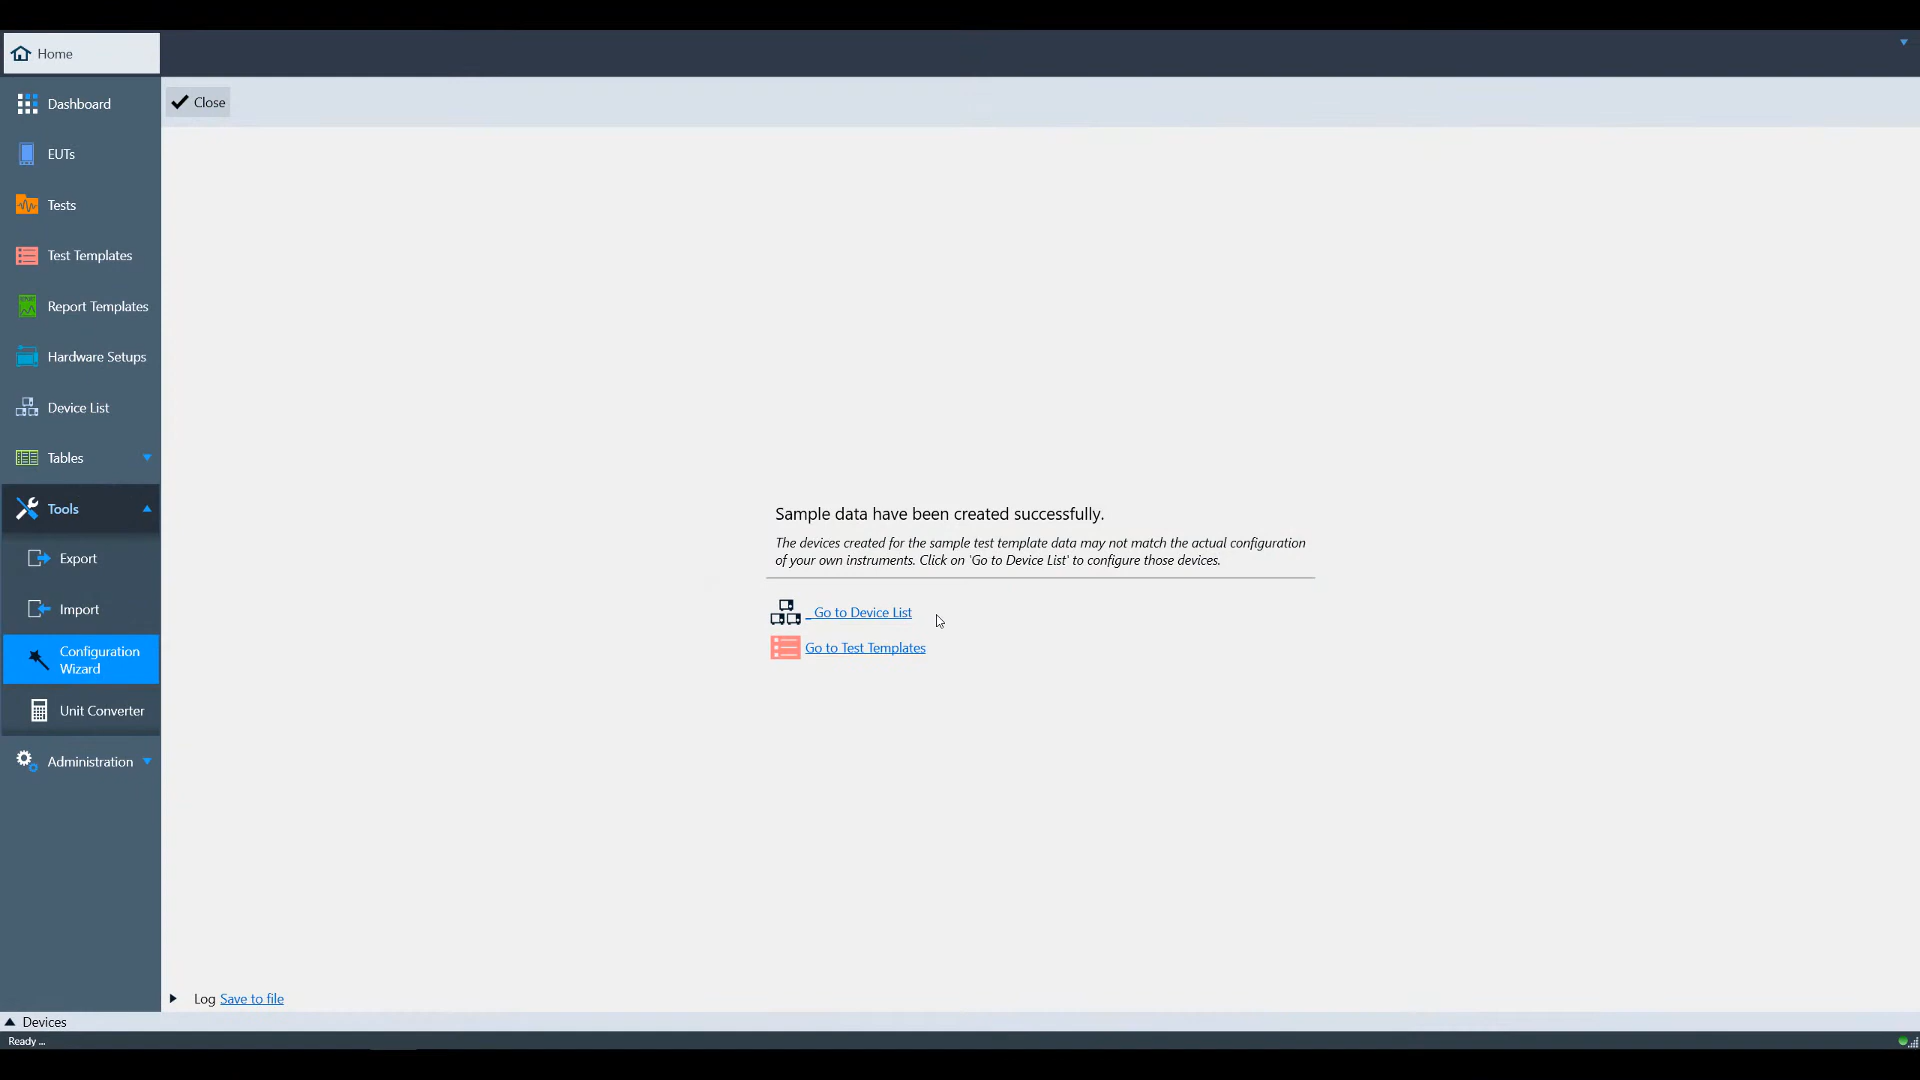 Home
Close
Dashboard
EUTs
Tests
Test Templates
Report Templates
Hardware Setups
Device List
Tables
Tools
Export
Import
Configuration
Wizard
Unit Converter
Administration
Sample data have been created successfully.
The devices created for the sample test template data may not match the actual configuration
of your own instruments. Click on 'Go to Device List' to configure those devices.
_ Go to Device List
Go to Test Templates
Log Save to file
Devices
Ready ...